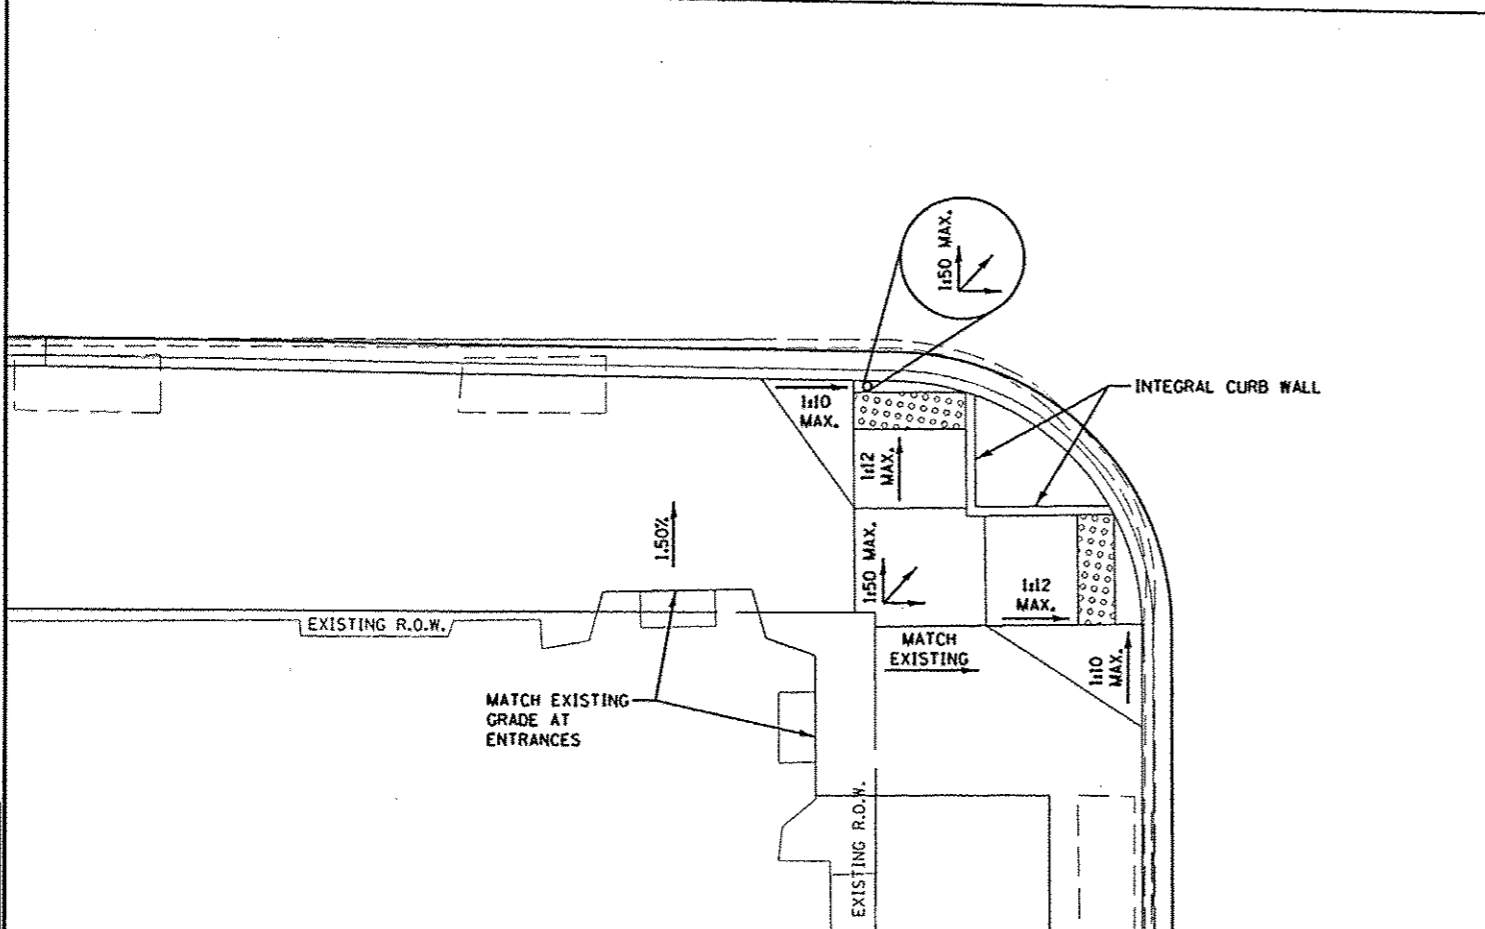 1:50 MAX.
INTEGRAL CURB WALL
1:10
MAX.
1:12
MAX.
1.50%
1:50 MAX.
1:12
MAX.
EXISTING R.O.W.
MATCH
EXISTING
1:10
MAX.
MATCH EXISTING
GRADE AT
ENTRANCES
EXISTING R.O.W.